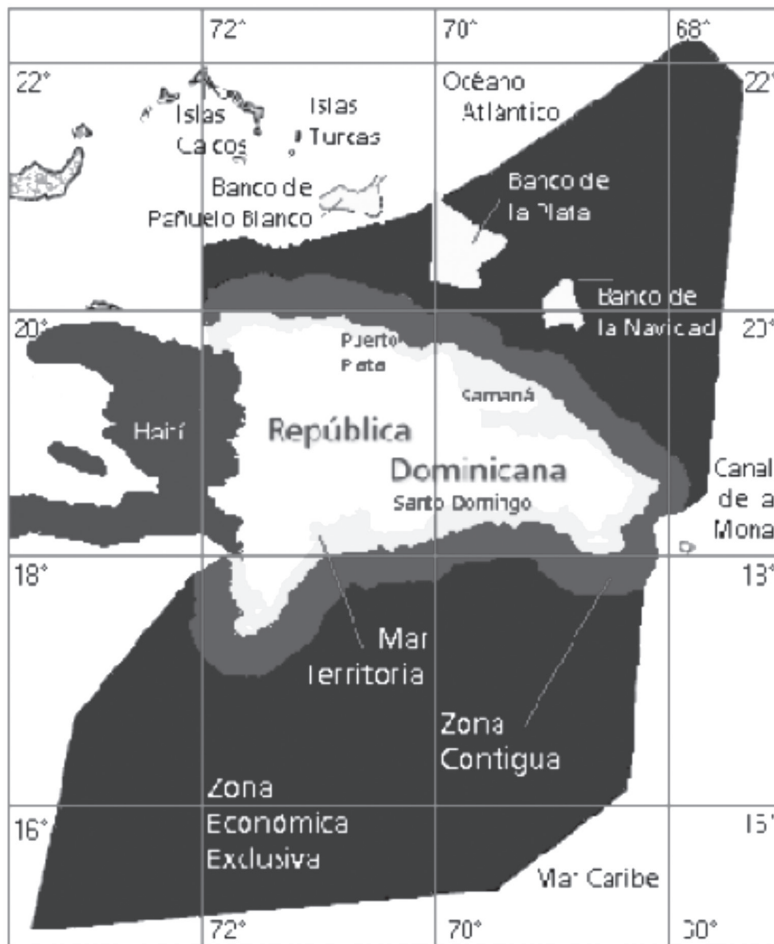 72°
70°
68°
22°
22°
Océano
Atlántico
Islas
Caicos
Islas
Turcas
Banco de
Pañuelo Blanco
Banco de
la Plata
Banco de
la Navidad
20°
20°
Puerto
Plata
Samaná
Haití
República
Dominicana
Santo Domingo
Canal
de la
Mona
18°
18°
Mar
Territorial
Zona
Contigua
Zona
Económica
Exclusiva
16°
16°
Mar Caribe
72°
70°